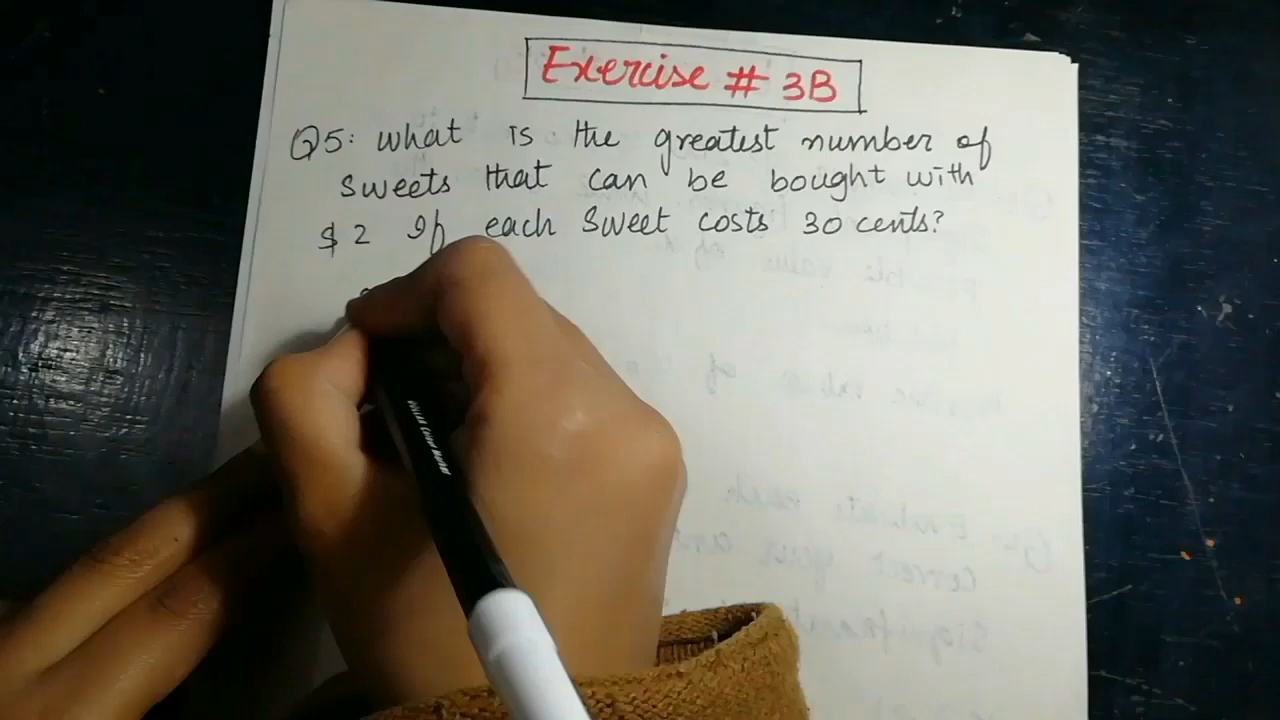 Exercise # 3B
Q5: what is the greatest number of
sweets that can be bought with
$ 2 If each sweet costs 30 cents?